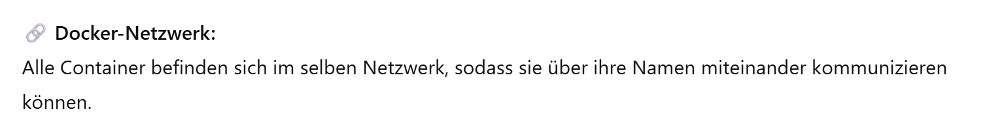 🔗 Docker-Netzwerk:
Alle Container befinden sich im selben Netzwerk, sodass sie über ihre Namen miteinander kommunizieren
können.